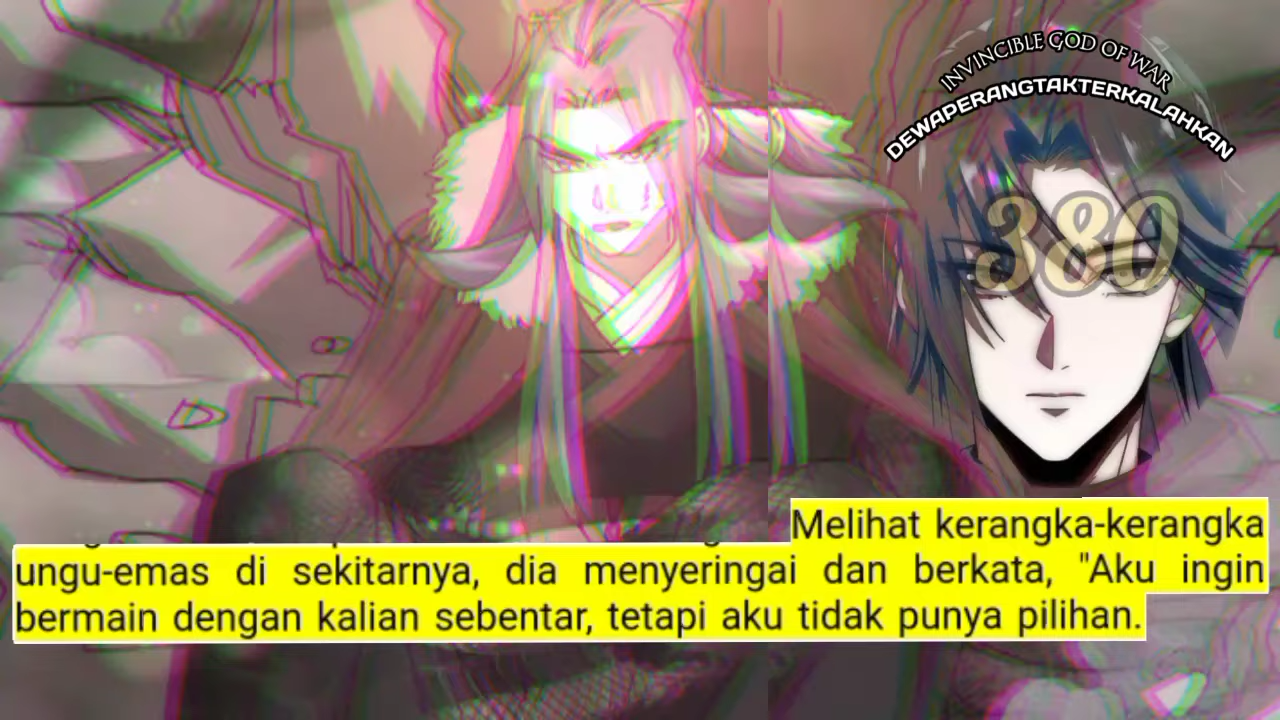 INVINCIBLE GOD OF WAR
DEWAPERANGTAKTERKALAHKAN
380
Melihat kerangka-kerangka
ungu-emas di sekitarnya, dia menyeringai dan berkata, "Aku ingin
bermain dengan kalian sebentar, tetapi aku tidak punya pilihan.